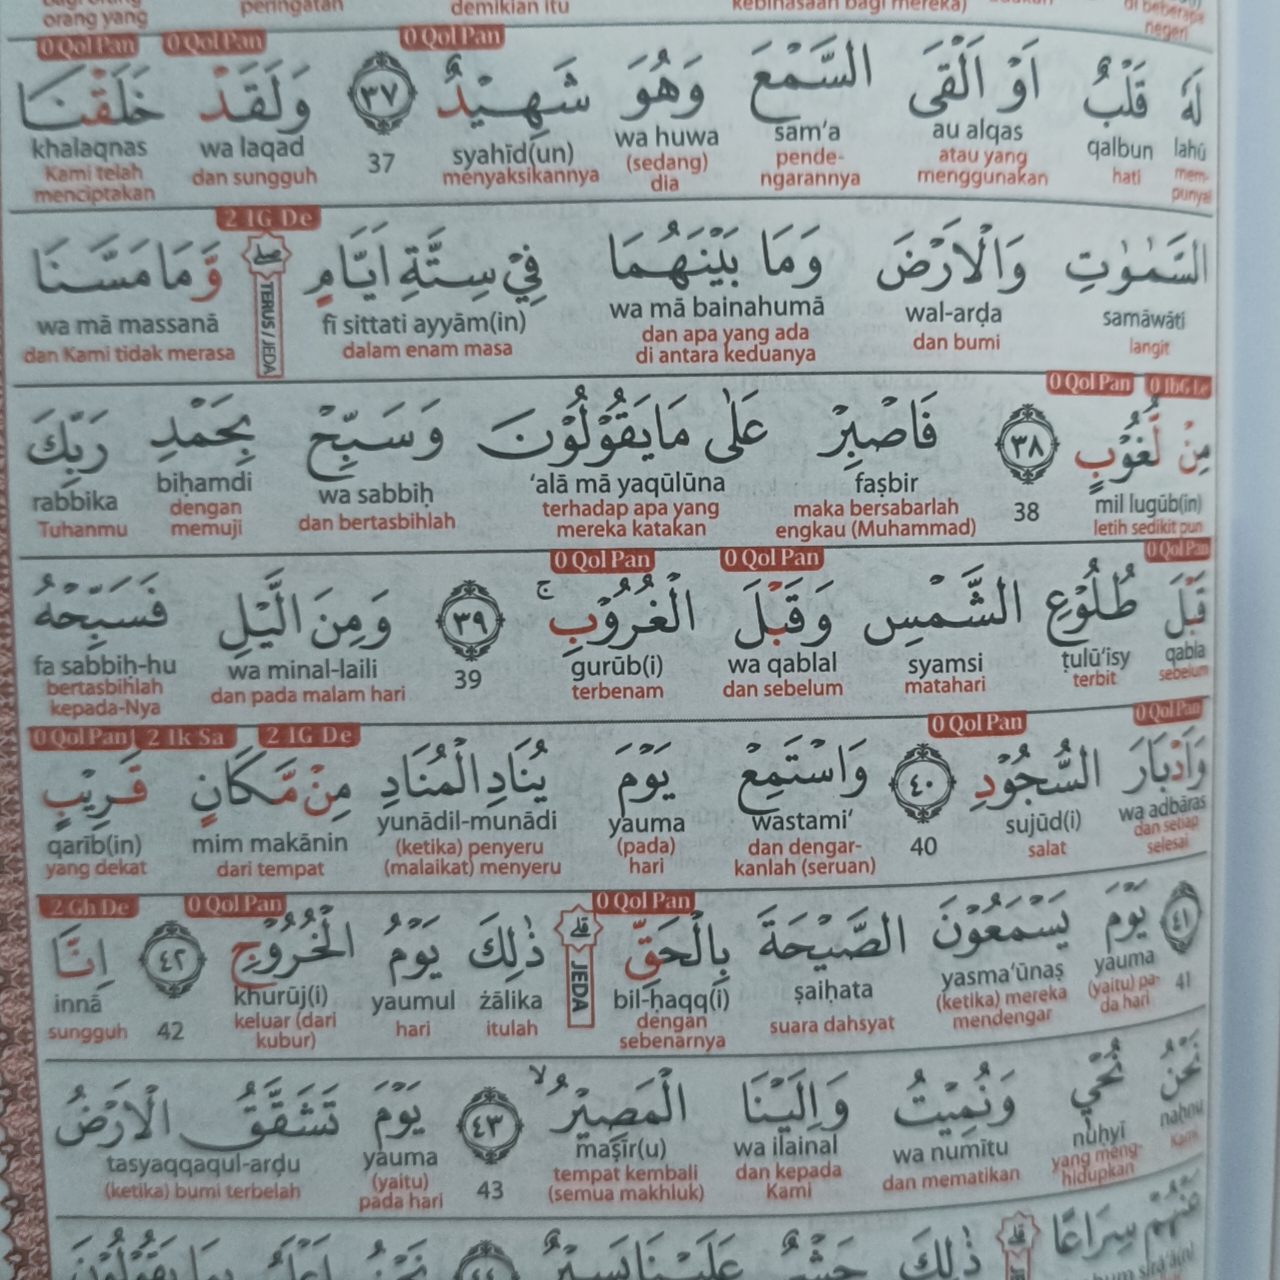 orang yang peringatan demikian itu kebinasaan bagi mereka) di beberapa negeri
0 Qol Pan 0 Qol Pan 0 Qol Pan
لَهٗ قَلْبٌ اَوْ اَلْقَى السَّمْعَ وَهُوَ شَهِيْدٌ ٣٧ وَلَقَدْ خَلَقْنَا
khalaqnas wa laqad 37 syahīd(un) wa huwa sam‘a au alqas qalbun lahū
Kami telah menciptakan dan sungguh menyaksikannya (sedang) dia pende-ngarannya atau yang menggunakan hati mem-punyai
2 IG De
السَّمٰوٰتِ وَالْاَرْضَ وَمَا بَيْنَهُمَا فِيْ سِتَّةِ اَيَّامٍ ۖ وَّمَا مَسَّنَا
TERUS / JEDA
wa mā massanā fī sittati ayyām(in) wa mā bainahumā wal-arḍa samāwāti
dan Kami tidak merasa dalam enam masa dan apa yang ada di antara keduanya dan bumi langit
0 Qol Pan 0 IbG Le
مِنْ لُّغُوْبٍ ٣٨ فَاصْبِرْ عَلٰى مَا يَقُوْلُوْنَ وَسَبِّحْ بِحَمْدِ رَبِّكَ
rabbika biḥamdi wa sabbiḥ ‘alā mā yaqūlūna faṣbir 38 mil lugūb(in)
Tuhanmu dengan memuji dan bertasbihlah terhadap apa yang mereka katakan maka bersabarlah engkau (Muhammad) letih sedikit pun
0 Qol Pan 0 Qol Pan 0 Qol Pan
قَبْلَ طُلُوْعِ الشَّمْسِ وَقَبْلَ الْغُرُوْبِ ۚ ٣٩ وَمِنَ الَّيْلِ فَسَبِّحْهُ
fa sabbiḥ-hu wa minal-laili 39 gurūb(i) wa qablal syamsi ṭulū‘isy qabla
bertasbihlah kepada-Nya dan pada malam hari terbenam dan sebelum matahari terbit sebelum
0 Qol Pan 2 Ik Sa 2 IG De 0 Qol Pan 0 Qol Pan
وَاَدْبَارَ السُّجُوْدِ ٤٠ وَاسْتَمِعْ يَوْمَ يُنَادِ الْمُنَادِ مِنْ مَّكَانٍ قَرِيْبٍ
qarīb(in) mim makānin yunādil-munādi yauma wastami‘ 40 sujūd(i) wa adbāras
yang dekat dari tempat (ketika) penyeru (malaikat) menyeru (pada) hari dan dengar-kanlah (seruan) salat dan setiap selesai
2 Gh De 0 Qol Pan 0 Qol Pan
٤١ يَوْمَ يَسْمَعُوْنَ الصَّيْحَةَ بِالْحَقِّ ۗ ذٰلِكَ يَوْمُ الْخُرُوْجِ ٤٢ اِنَّا
JEDA
innā 42 khurūj(i) yaumul żālika bil-ḥaqq(i) ṣaiḥata yasma‘ūnaṣ yauma 41
sungguh keluar (dari kubur) hari itulah dengan sebenarnya suara dahsyat (ketika) mereka mendengar (yaitu) pa-da hari
نَحْنُ نُحْيٖ وَنُمِيْتُ وَاِلَيْنَا الْمَصِيْرُ ۙ ٤٣ يَوْمَ تَشَقَّقُ الْاَرْضُ
tasyaqqaqul-arḍu yauma 43 maṣīr(u) wa ilainal wa numītu nuḥyī naḥnu
(ketika) bumi terbelah (yaitu) pada hari tempat kembali (semua makhluk) dan kepada Kami dan mematikan yang meng-hidupkan Kami
عَنْهُمْ سِرَاعًا ۗ ذٰلِكَ حَشْرٌ عَلَيْنَا يَسِيْرٌ ٤٤ نَحْنُ اَعْلَمُ بِمَا يَقُوْلُوْنَ